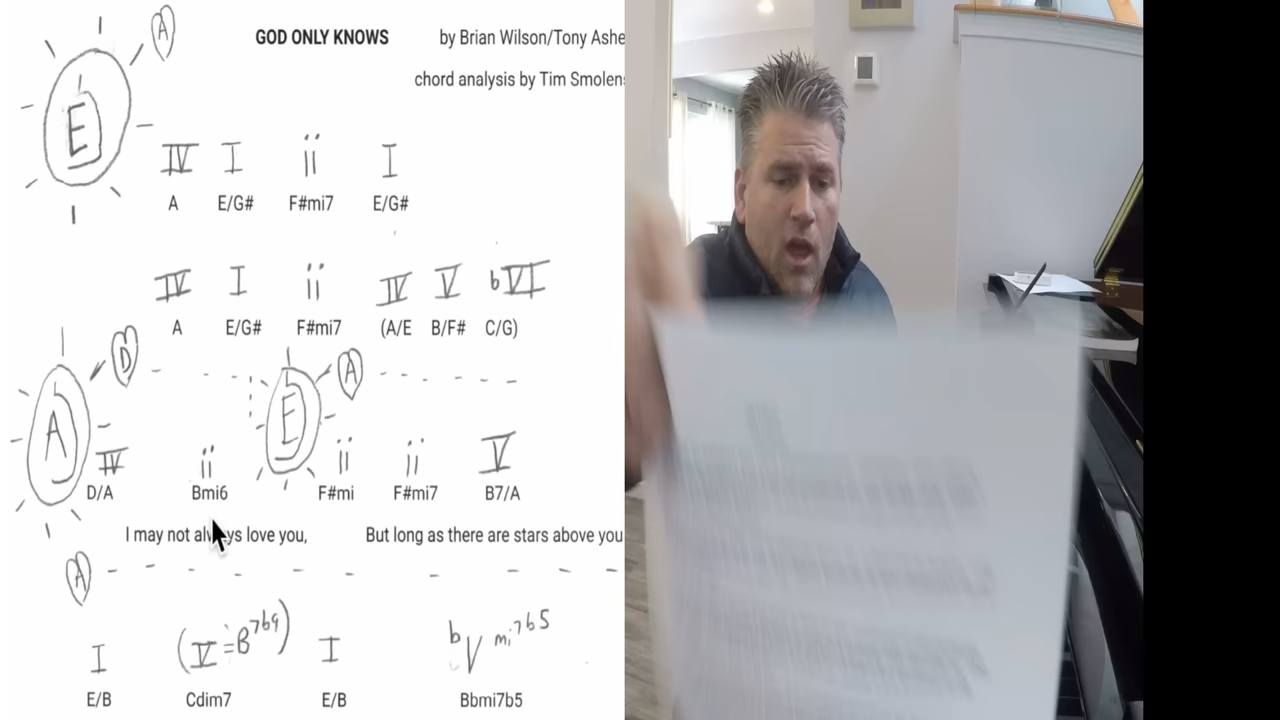 GOD ONLY KNOWS by Brian Wilson/Tony Ashe
A
chord analysis by Tim Smolens
E
IV I ii I
A E/G# F#mi7 E/G#
IV I ii IV V bVI
A E/G# F#mi7 (A/E B/F# C/G)
D A
A E
IV ii ii ii V
D/A Bmi6 F#mi F#mi7 B7/A
I may not always love you, But long as there are stars above you
A
I (V=B7b9) I bV mi7b5
E/B Cdim7 E/B Bbmi7b5